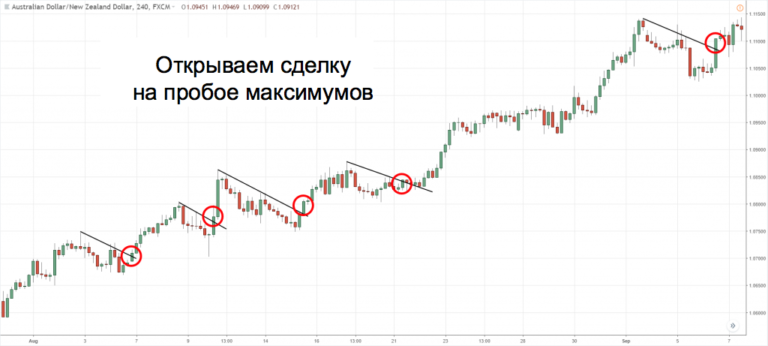 Australian Dollar/New Zealand Dollar, 240, FXCM O1.09451 H1.09469 L1.09099 C1.09121
Открываем сделку
на пробое максимумов
1.11500
1.10500
1.10000
1.09500
1.09000
1.08500
1.08000
1.07500
1.07000
1.06500
1.06000
Aug 3 7 9 13:00 14 16 13:00 21 23 27 28 30 Sep 5 7